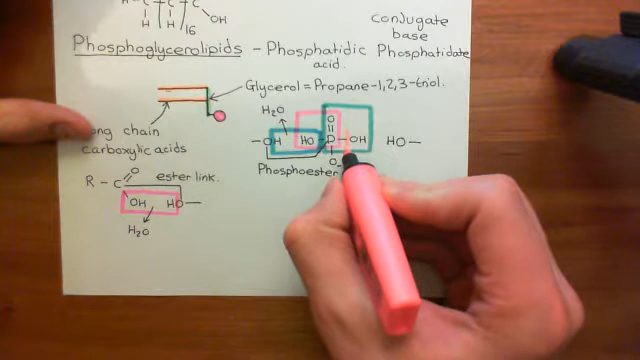 H - C - C - C
H H OH
16
conjugate
base
Phosphoglycerolipids - Phosphatidic Phosphatidate
acid.
Glycerol = Propane-1,2,3-triol.
H₂O
O
-OH HO -P -OH HO-
O
Phosphoester
long chain
carboxylic acids
R - C O ester link.
OH HO-
H₂O